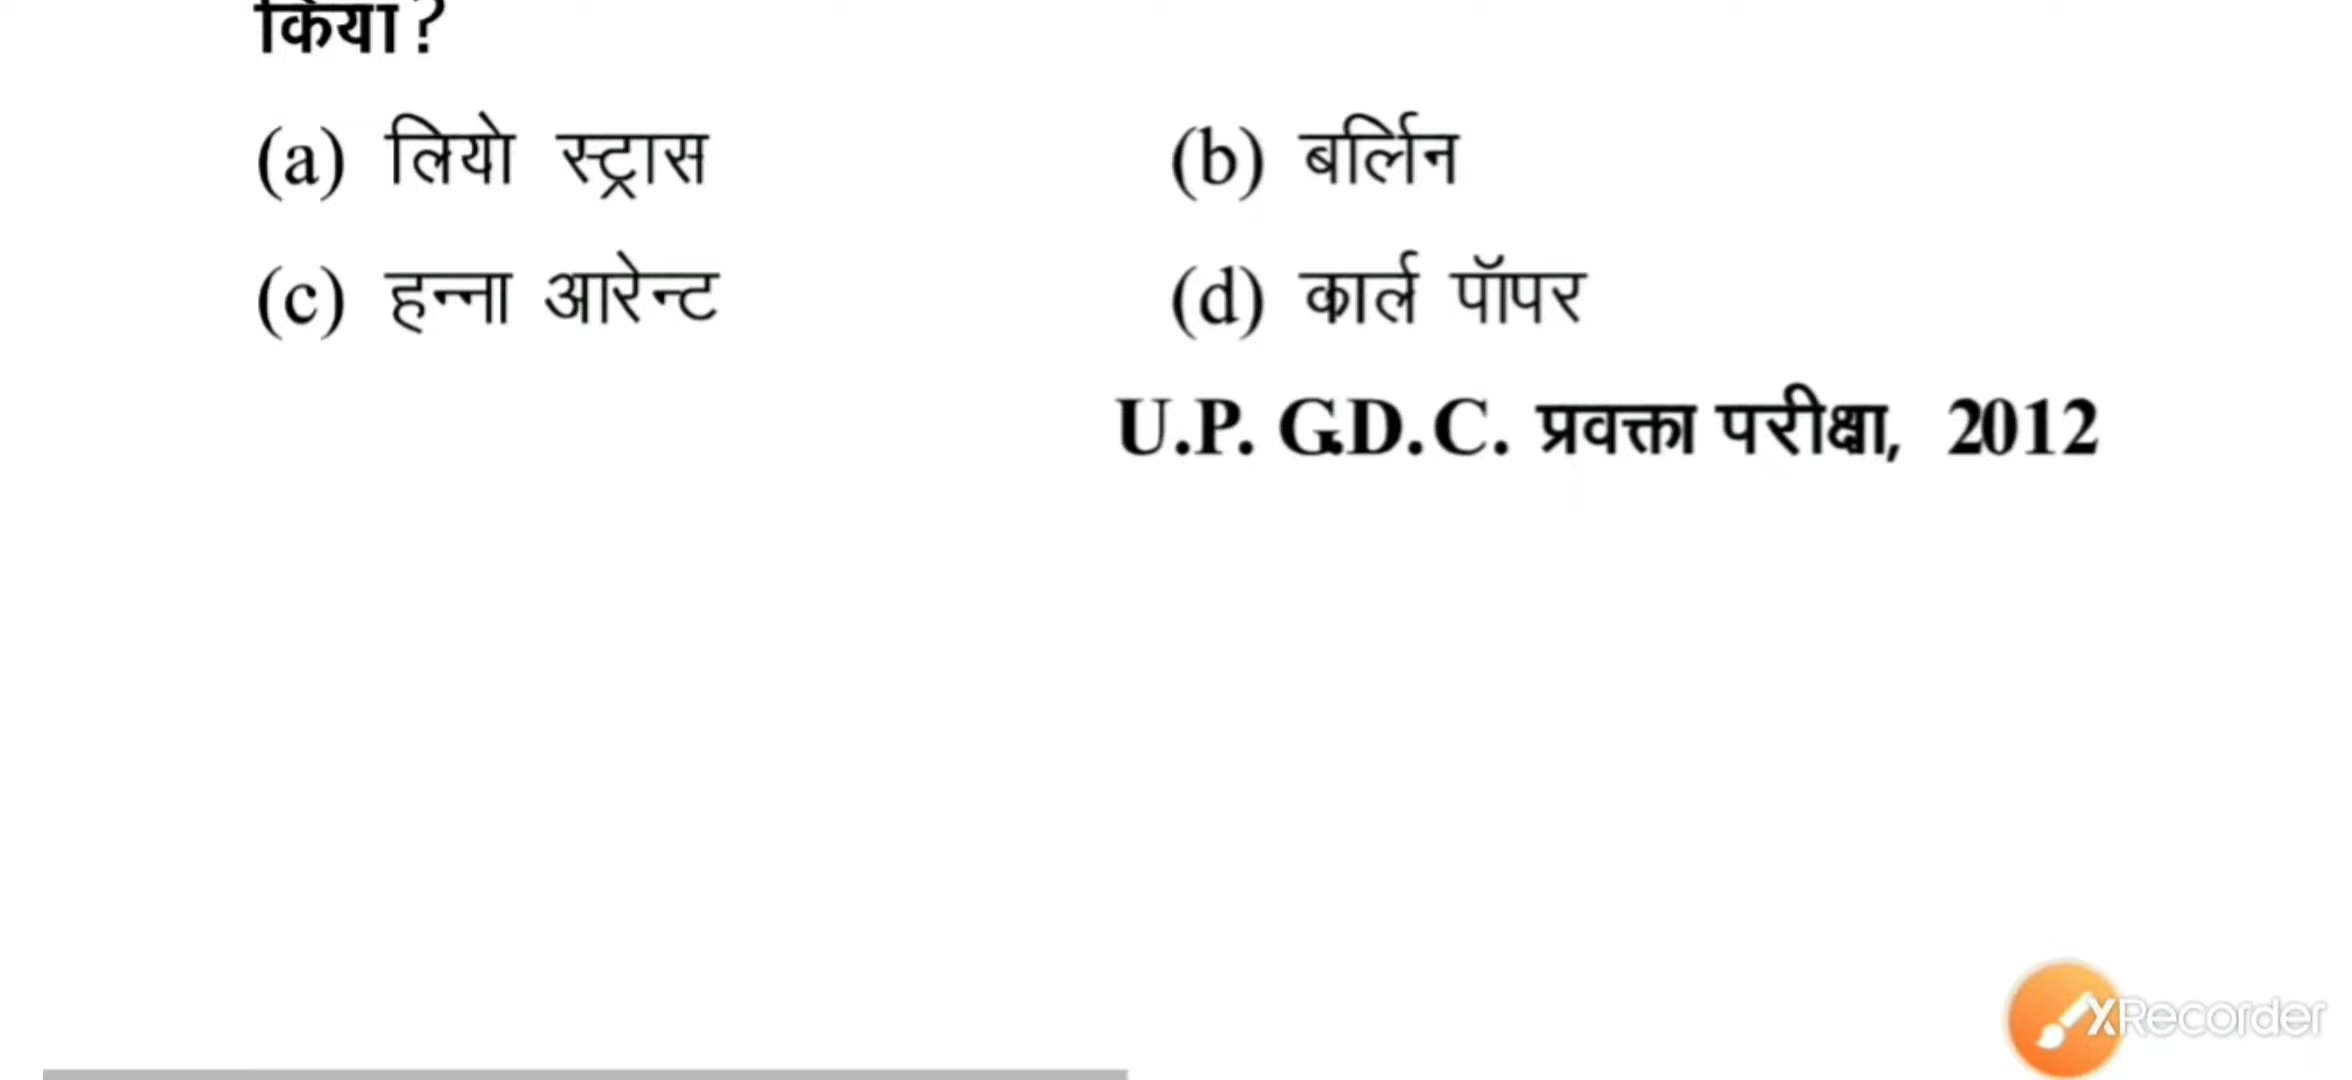 किया?
(a) लियो स्ट्रास (b) बर्लिन
(c) हन्ना आरेन्ट (d) कार्ल पॉपर
U.P. G.D.C. प्रवक्ता परीक्षा, 2012
XRecorder